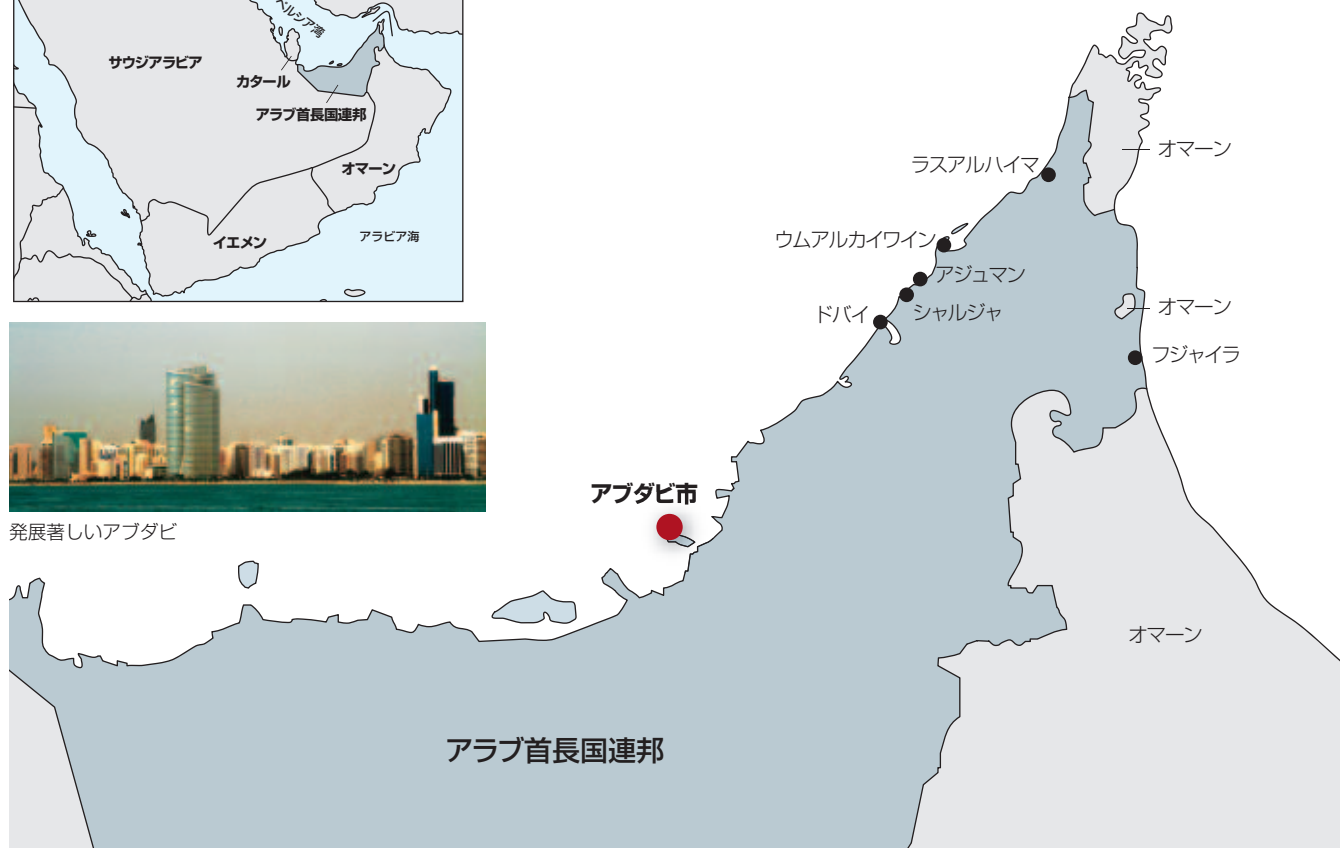 ペルシア湾
サウジアラビア
カタール
アラブ首長国連邦
オマーン
イエメン
アラビア海
発展著しいアブダビ
ラスアルハイマ
オマーン
ウムアルカイワイン
アジュマン
シャルジャ
ドバイ
オマーン
フジャイラ
アブダビ市
オマーン
アラブ首長国連邦